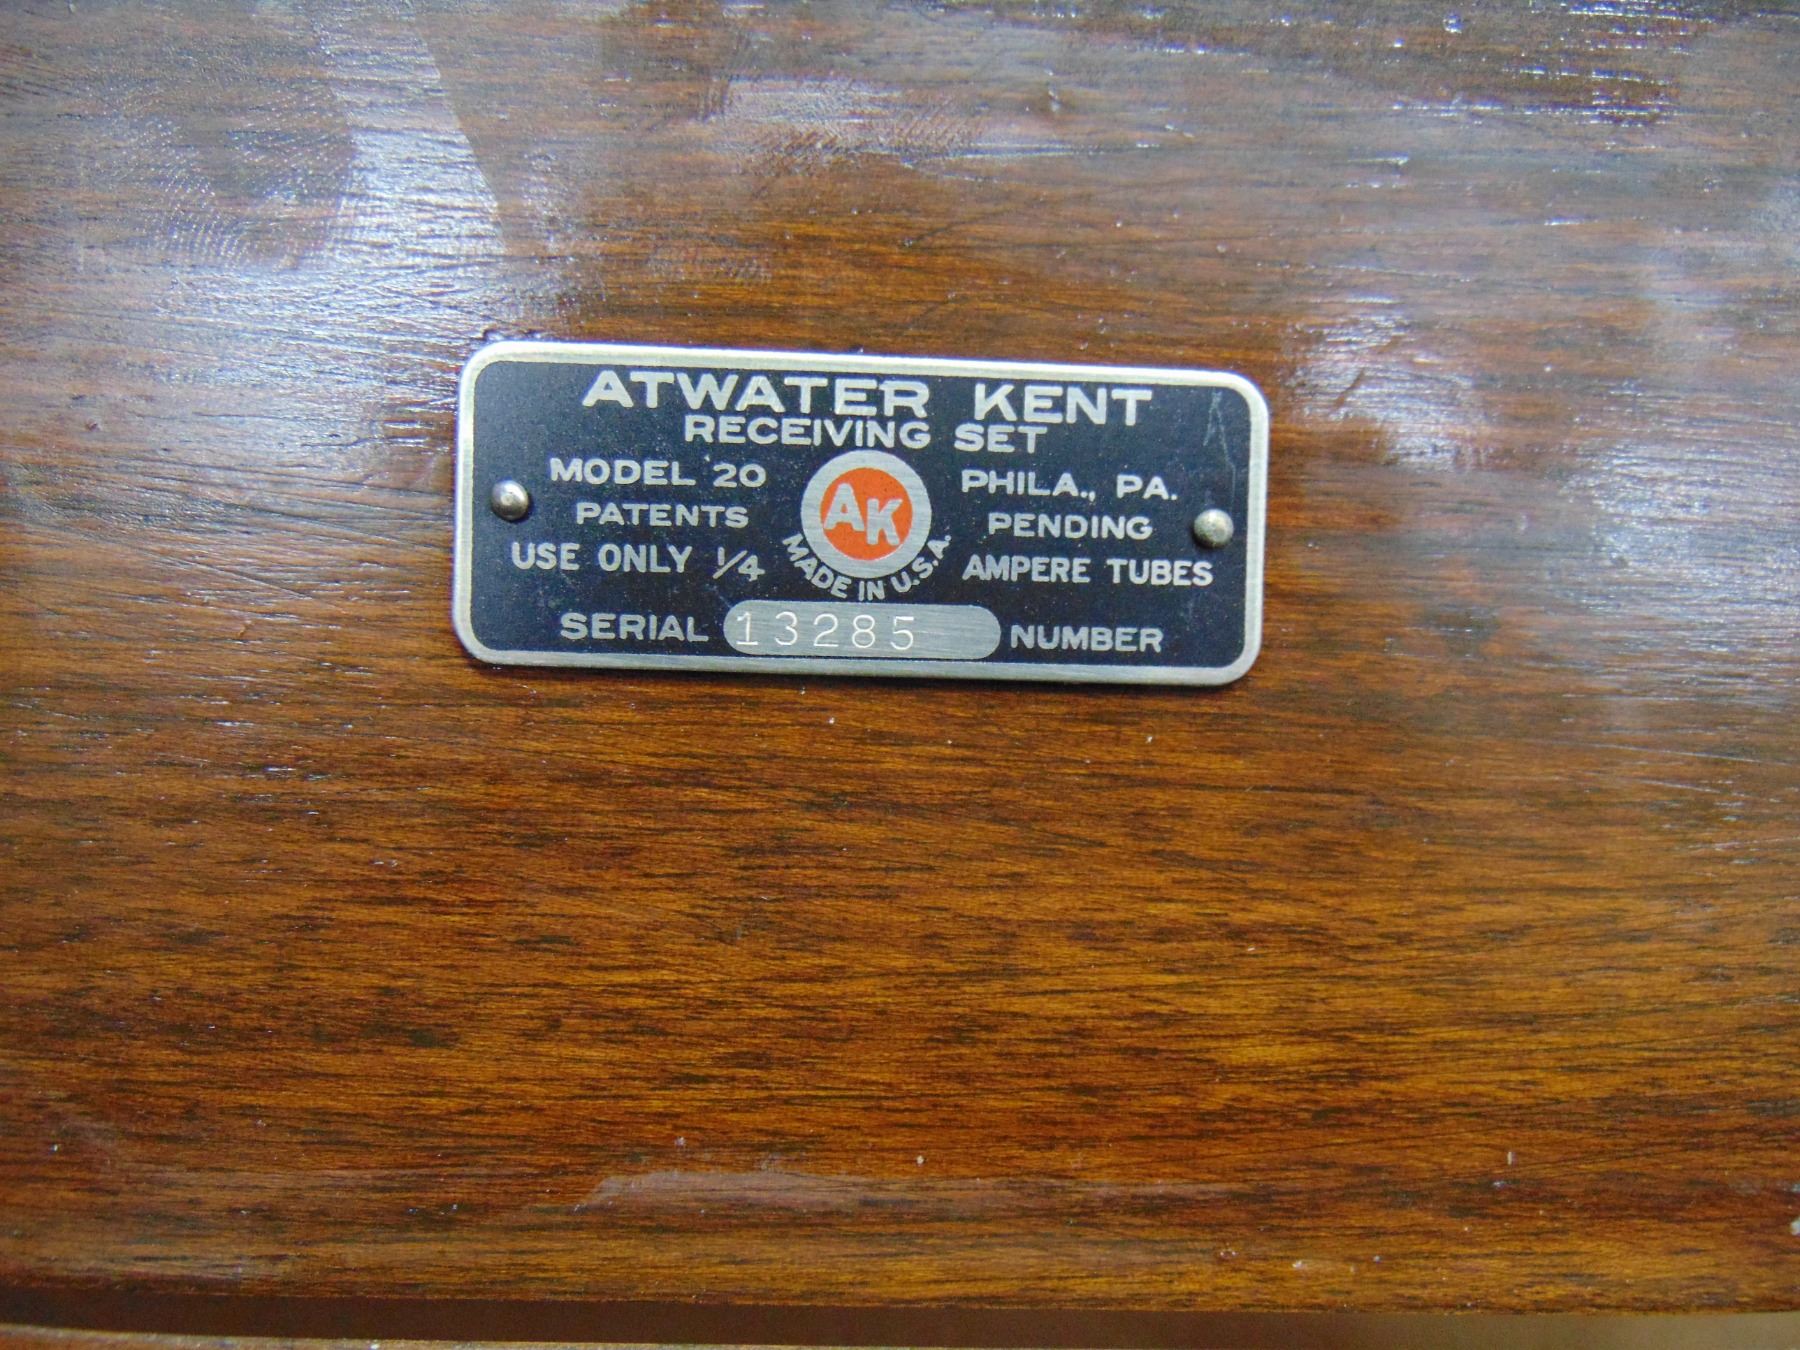 ATWATER KENT
RECEIVING SET
MODEL 20 PHILA., PA.
AK
PATENTS PENDING
USE ONLY 1/4 AMPERE TUBES
MADE IN U.S.A.
SERIAL 13285 NUMBER